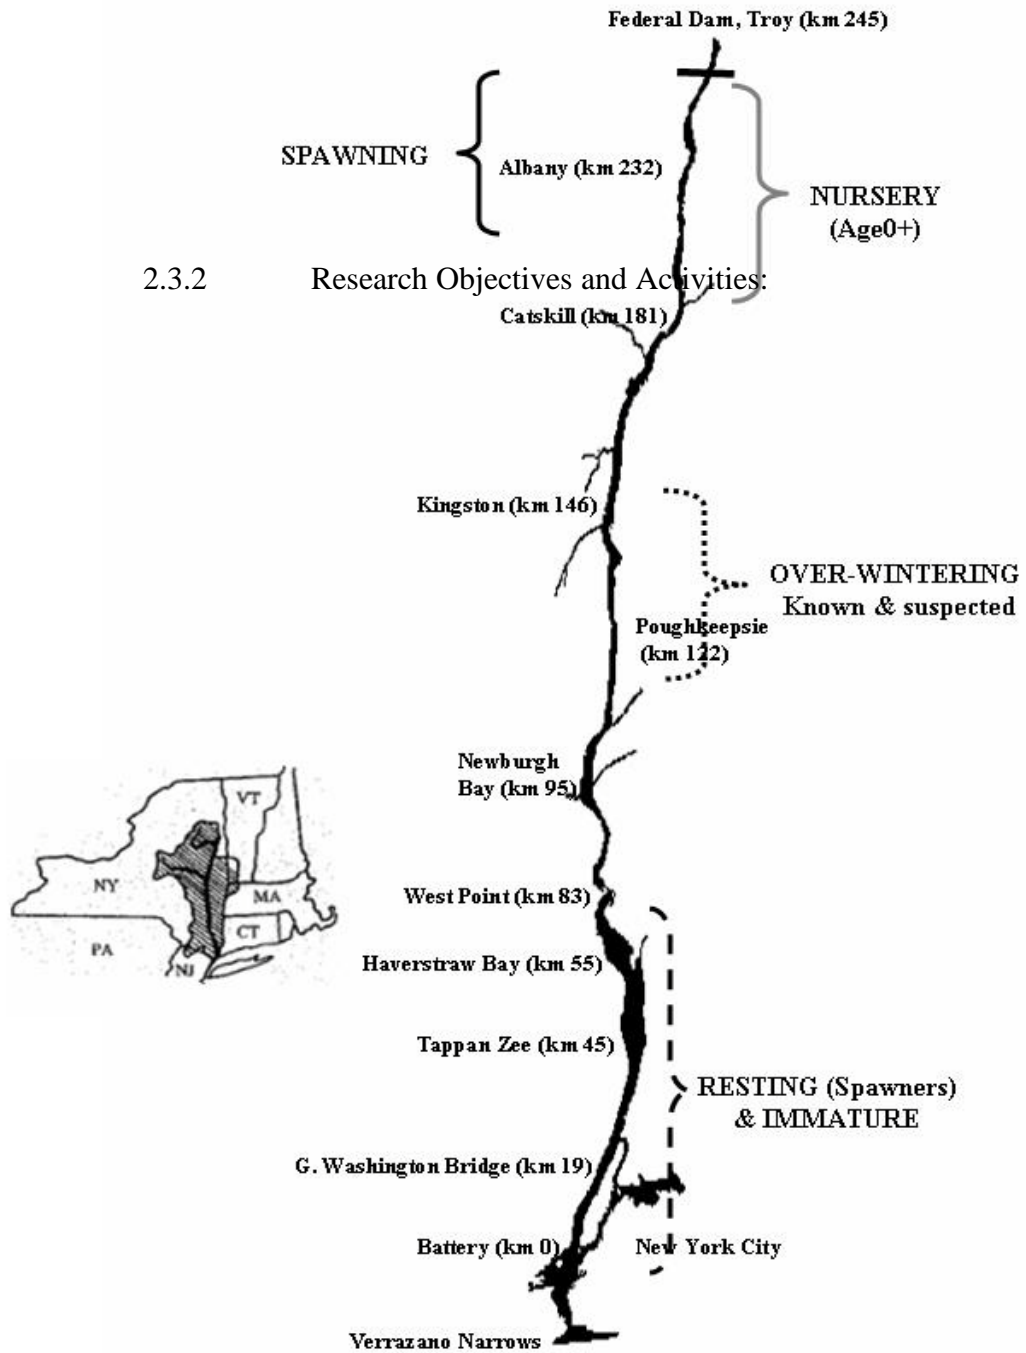 Federal Dam, Troy (km 245)
SPAWNING
Albany (km 232)
NURSERY
(Age0+)
2.3.2 Research Objectives and Activities:
Catskill (km 181)
Kingston (km 146)
OVER-WINTERING
Known & suspected
Poughkeepsie
(km 122)
Newburgh
Bay (km 95)
VT
NY
MA
CT
PA
NJ
West Point (km 83)
Haverstraw Bay (km 55)
Tappan Zee (km 45)
RESTING (Spawners)
& IMMATURE
G. Washington Bridge (km 19)
Battery (km 0)
New York City
Verrazano Narrows